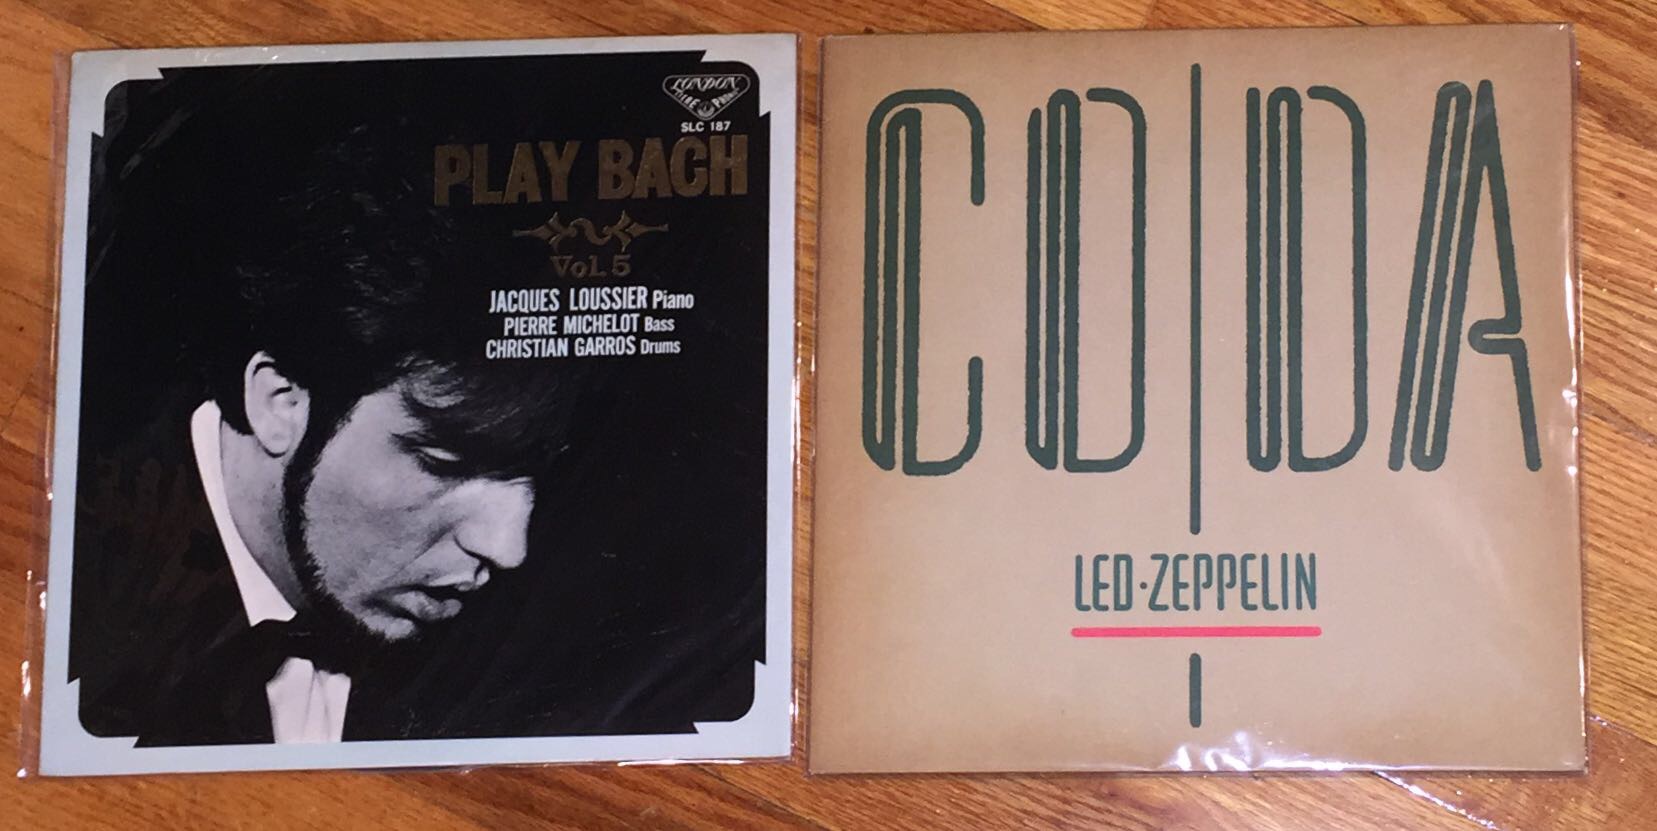 LONDON
SLC 187
PLAY BACH
Vol. 5
JACQUES LOUSSIER Piano
PIERRE MICHELOT Bass
CHRISTIAN GARROS Drums
CODA
LED·ZEPPELIN